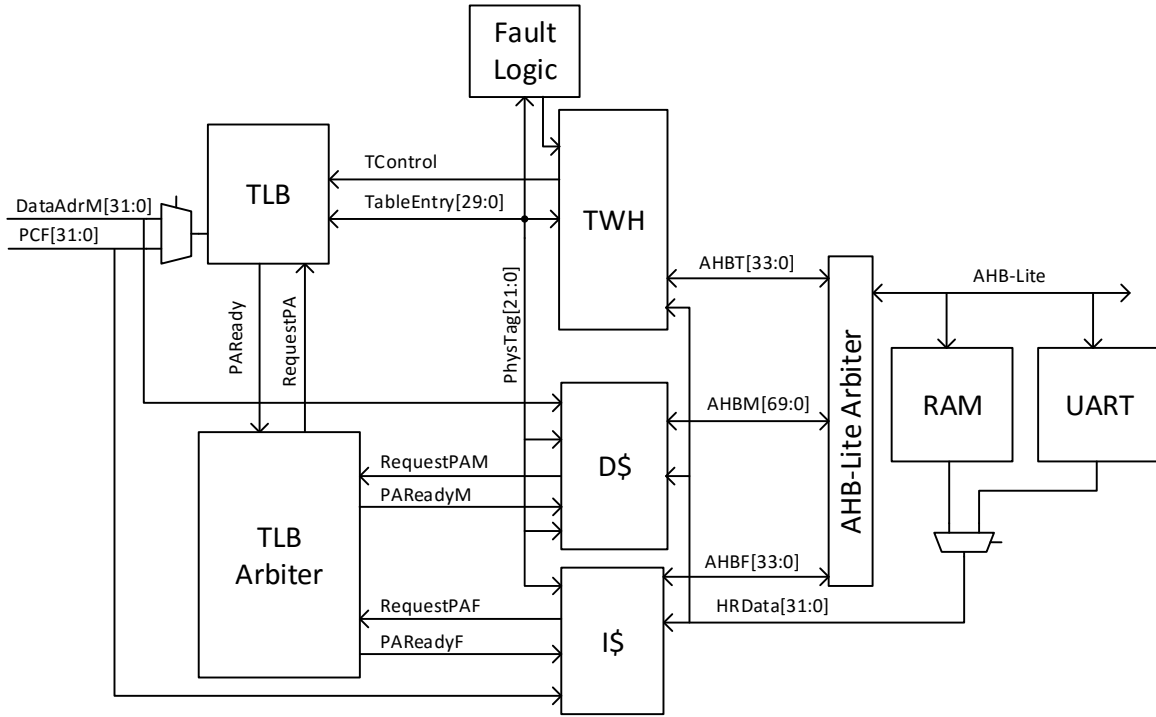 Fault
Logic
TControl
TLB
DataAdrM[31:0]
TableEntry[29:0]
TWH
PCF[31:0]
AHBT[33:0]
AHB-Lite
PAReady
RequestPA
PhysTag[21:0]
AHB-Lite Arbiter
RAM
UART
AHBM[69:0]
D$
RequestPAM
PAReadyM
TLB
Arbiter
AHBF[33:0]
RequestPAF
HRData[31:0]
I$
PAReadyF